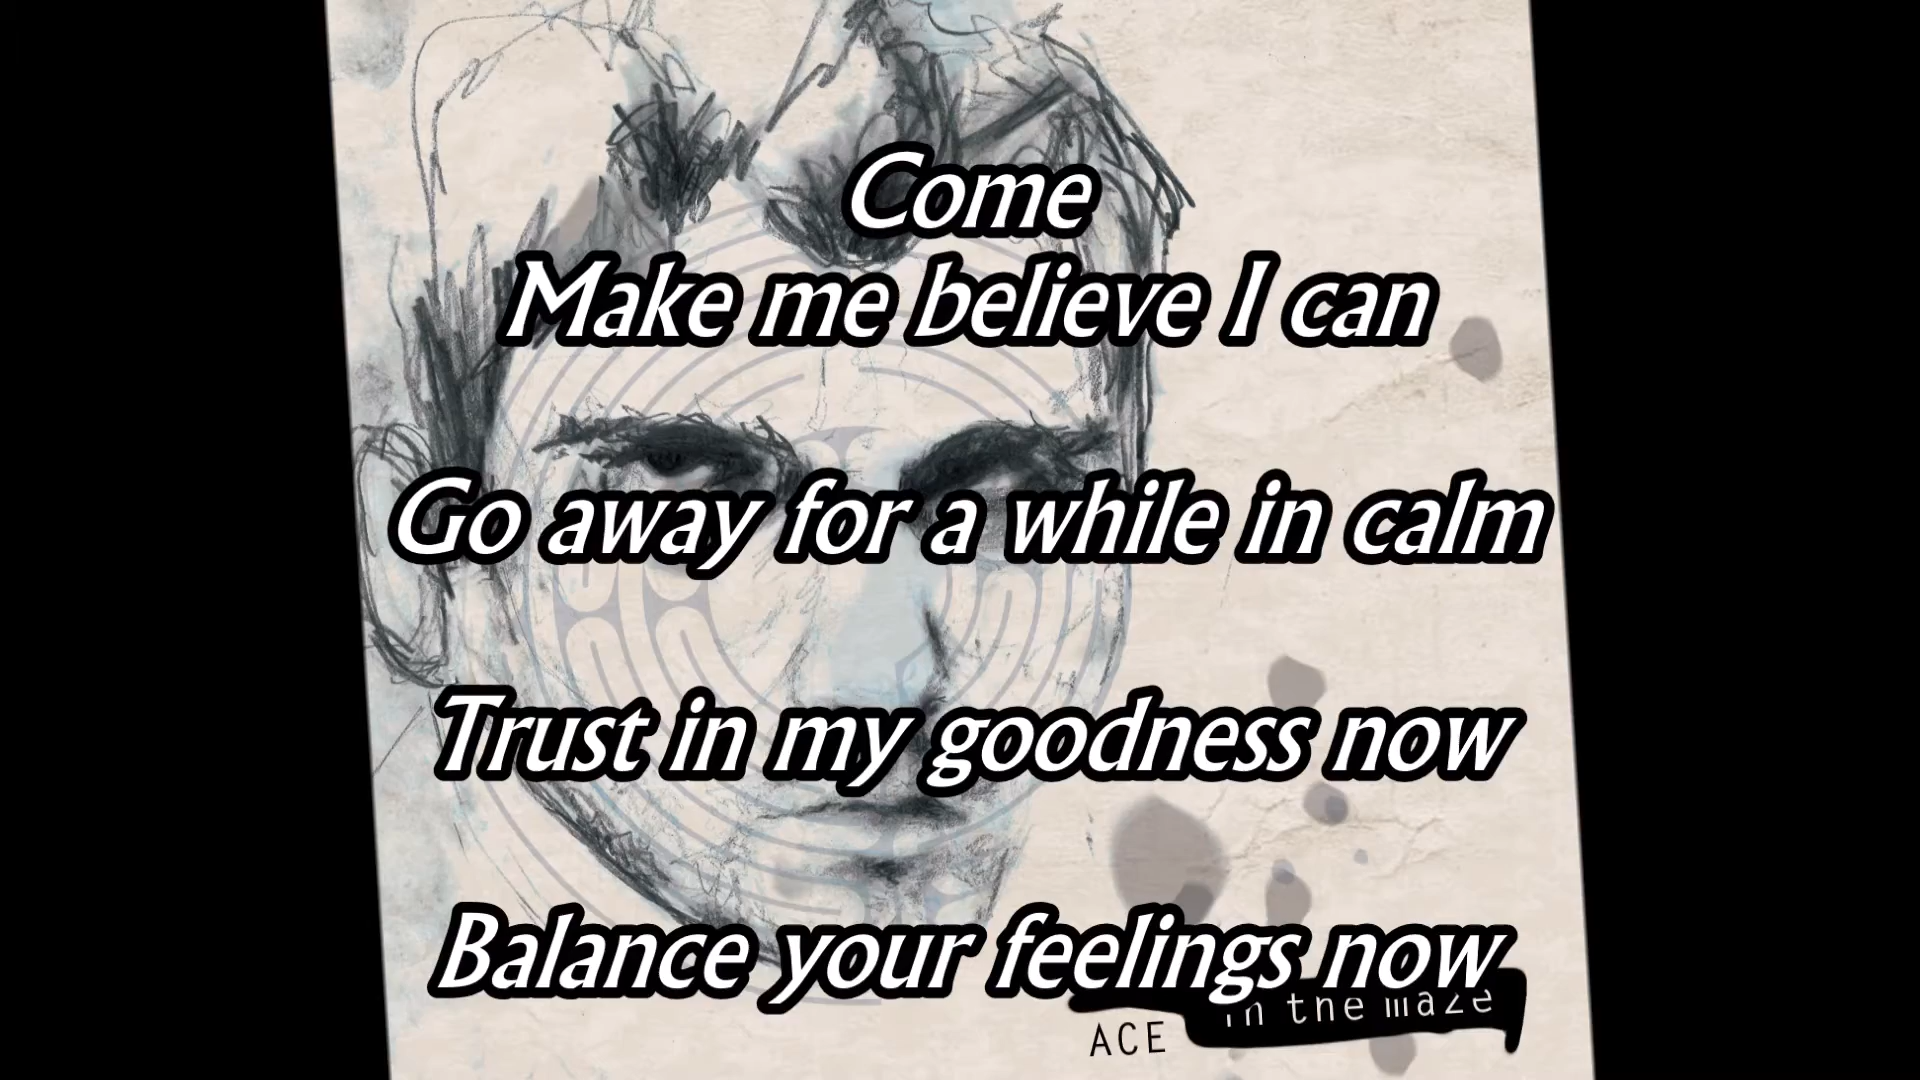 Come
Make me believe I can
Go away for a while in calm
Trust in my goodness now
Balance your feelings now
in the maze
ACE